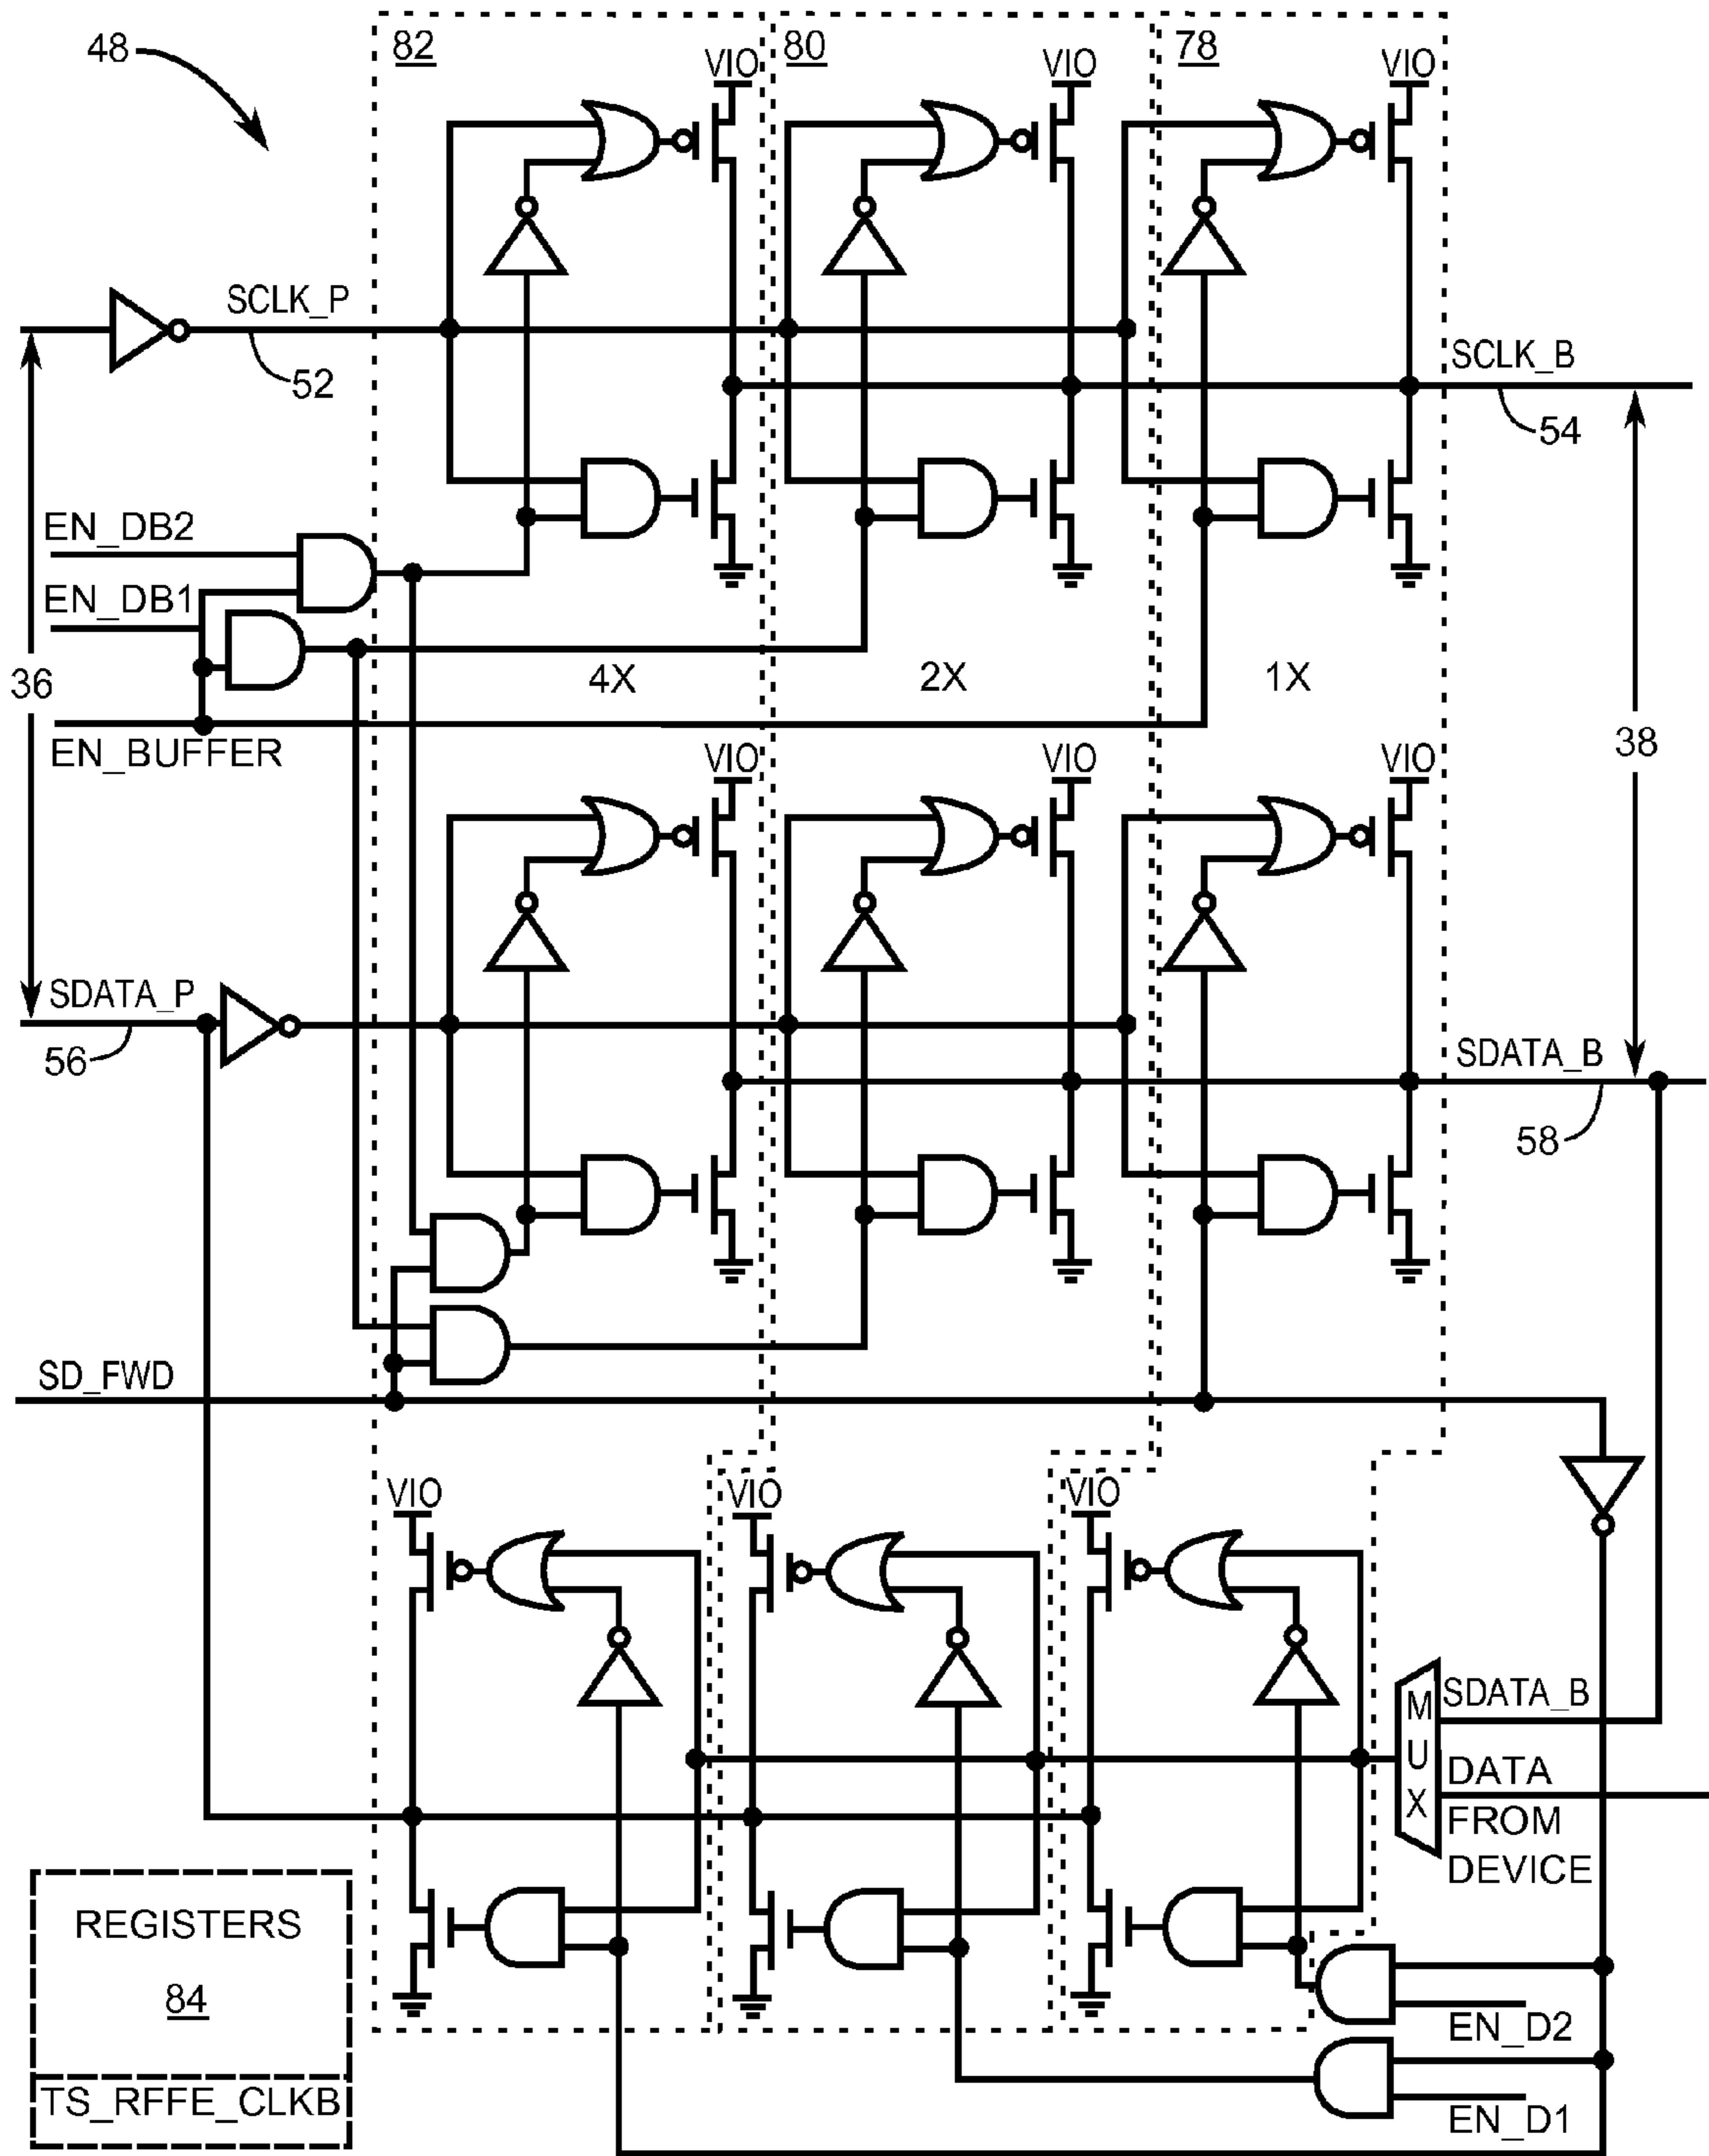 48
82
80
78
VIO
VIO
VIO
SCLK_P
52
SCLK_B
54
EN_DB2
EN_DB1
36
4X
2X
1X
38
EN_BUFFER
VIO
VIO
VIO
SDATA_P
56
SDATA_B
58
SD_FWD
VIO
VIO
VIO
MUX
SDATA_B
DATA
FROM
DEVICE
REGISTERS
84
TS_RFFE_CLKB
EN_D2
EN_D1